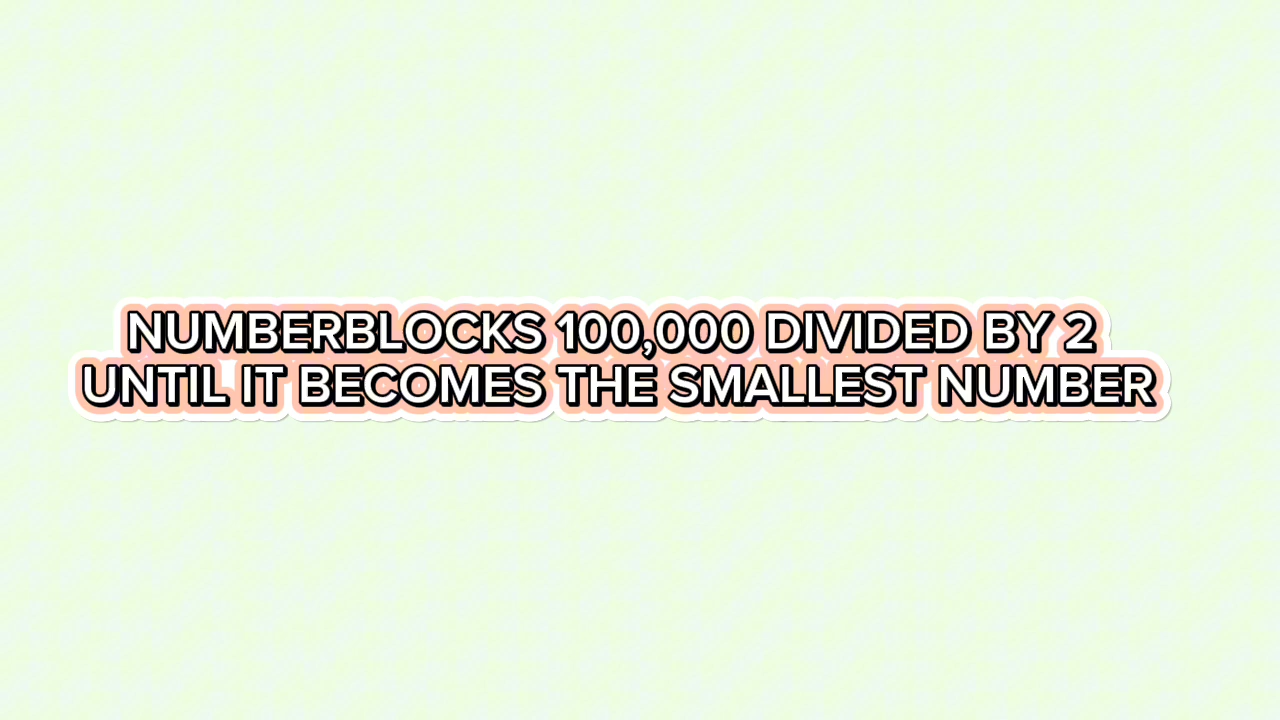 NUMBERBLOCKS 100,000 DIVIDED BY 2
UNTIL IT BECOMES THE SMALLEST NUMBER